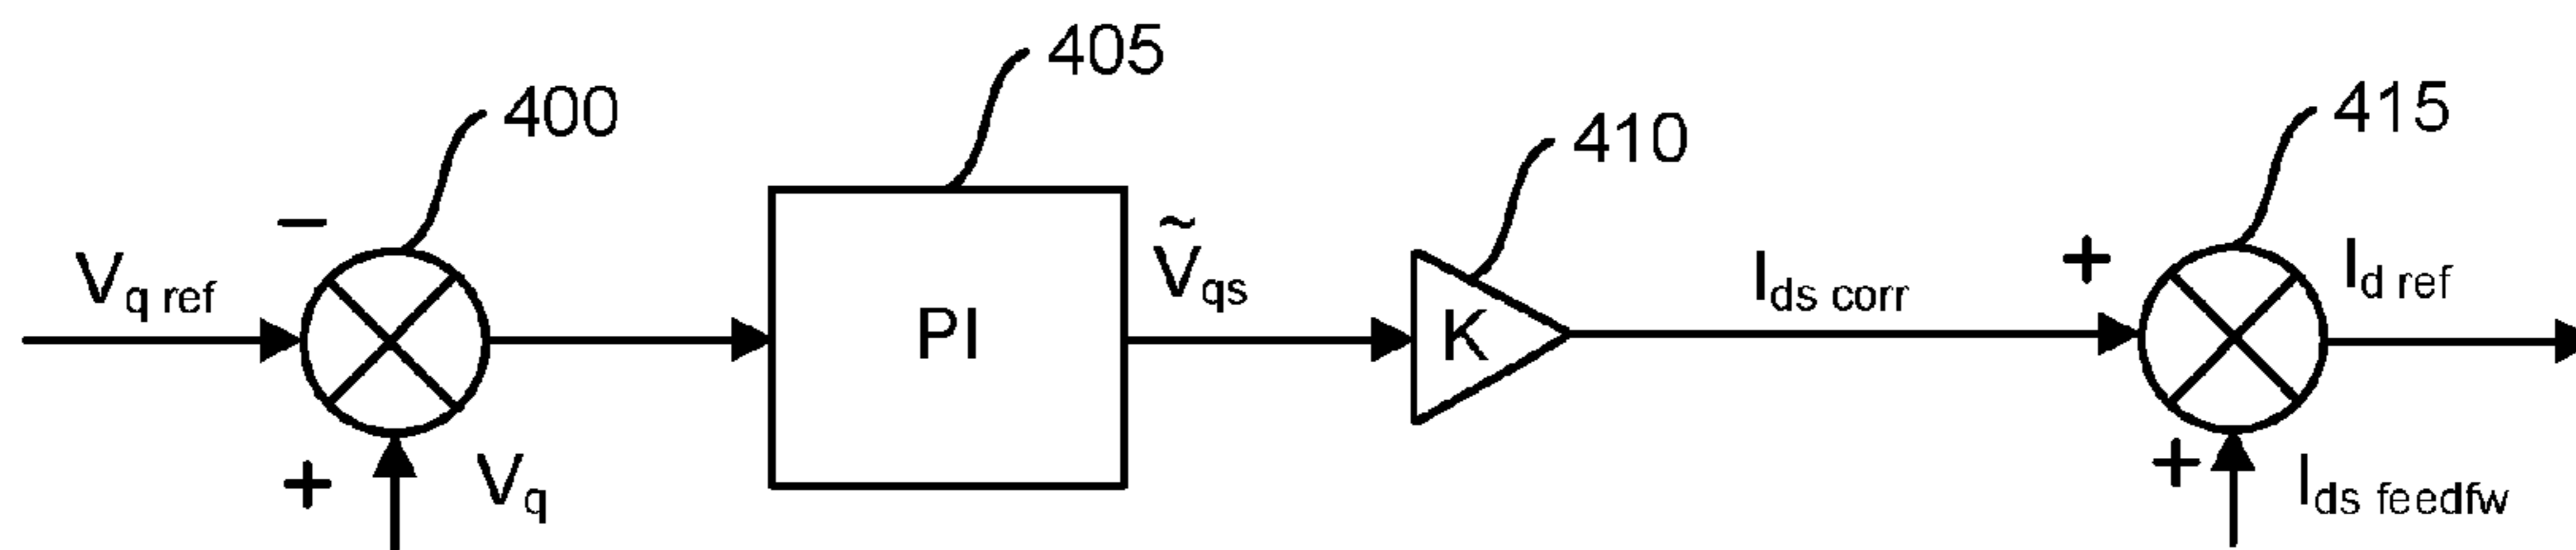 405
400
415
410
−
V_q ref
Ṽ_qs
I_ds corr
+
I_d ref
PI
K
+
V_q
+
I_ds feedfw